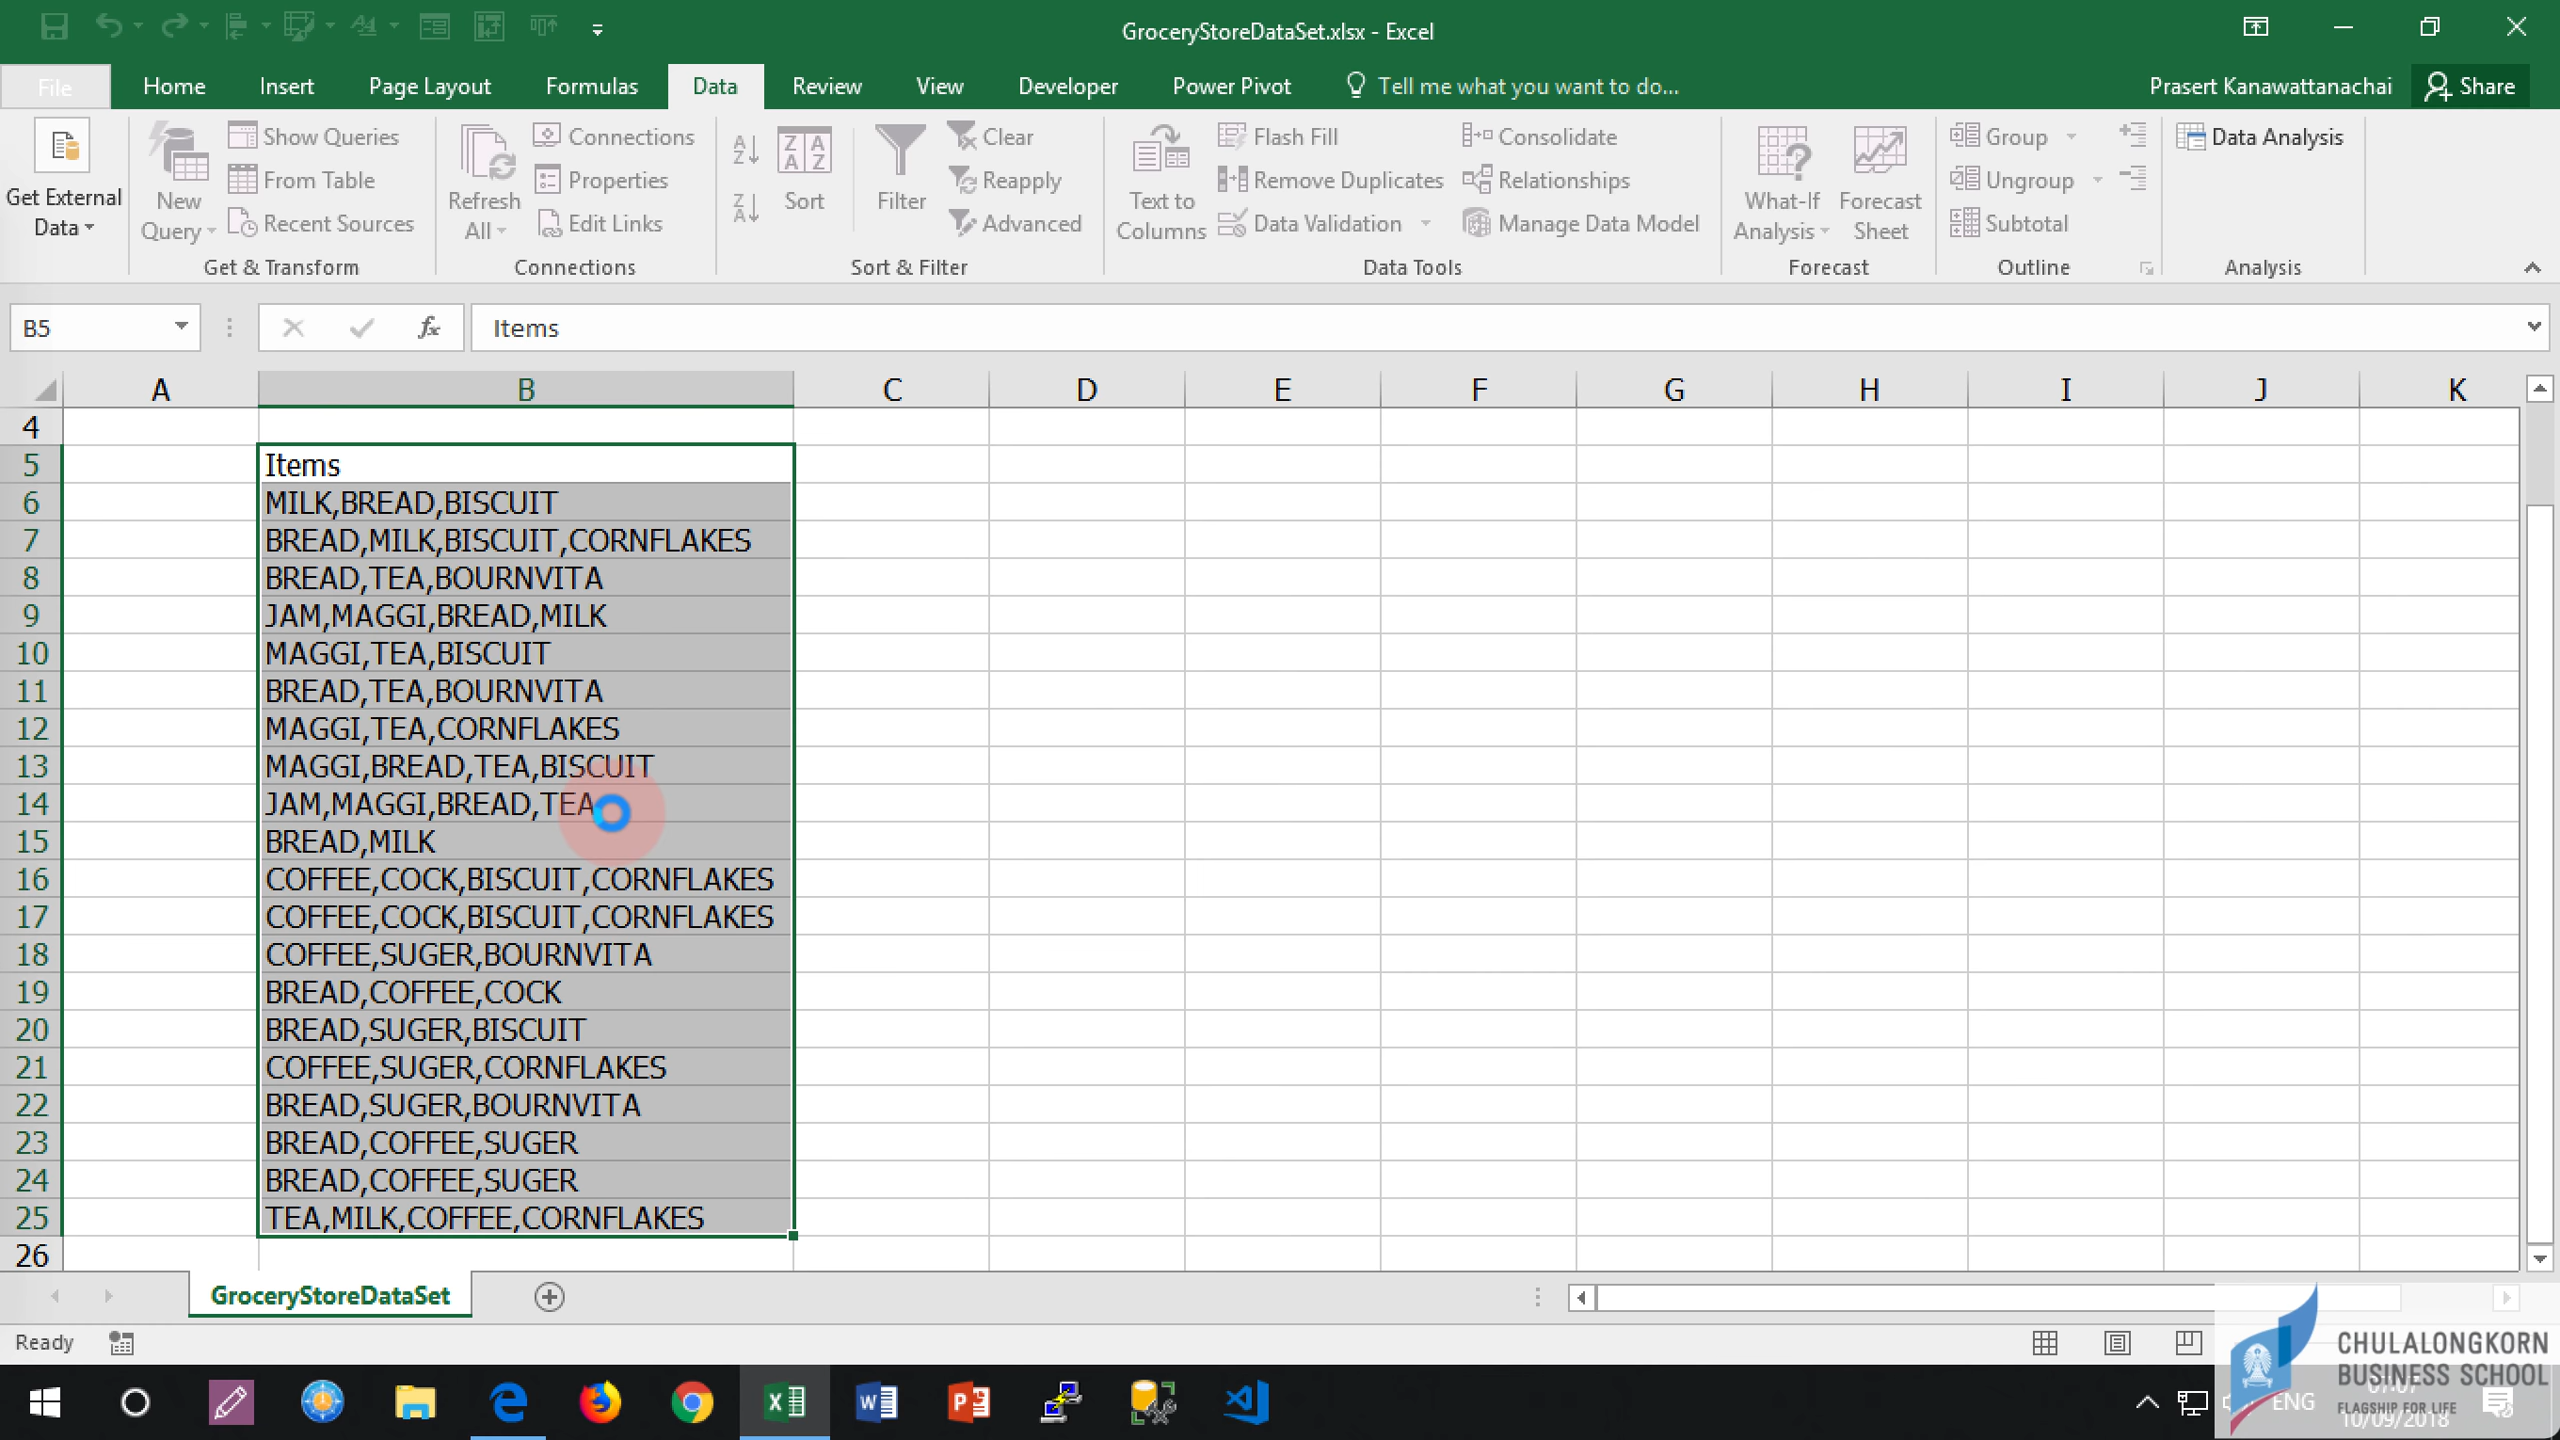 GroceryStoreDataSet.xlsx - Excel
File Home Insert Page Layout Formulas Data Review View Developer Power Pivot Tell me what you want to do... Prasert Kanawattanachai Share
Get External Data
New Query
Show Queries
From Table
Recent Sources
Get & Transform
Refresh All
Connections
Properties
Edit Links
Connections
Sort
Filter
Clear
Reapply
Advanced
Sort & Filter
Text to Columns
Flash Fill
Remove Duplicates
Data Validation
Consolidate
Relationships
Manage Data Model
Data Tools
What-If Analysis
Forecast Sheet
Forecast
Group
Ungroup
Subtotal
Outline
Data Analysis
Analysis
B5 fx Items
A B C D E F G H I J K
4
5 Items
6 MILK,BREAD,BISCUIT
7 BREAD,MILK,BISCUIT,CORNFLAKES
8 BREAD,TEA,BOURNVITA
9 JAM,MAGGI,BREAD,MILK
10 MAGGI,TEA,BISCUIT
11 BREAD,TEA,BOURNVITA
12 MAGGI,TEA,CORNFLAKES
13 MAGGI,BREAD,TEA,BISCUIT
14 JAM,MAGGI,BREAD,TEA
15 BREAD,MILK
16 COFFEE,COCK,BISCUIT,CORNFLAKES
17 COFFEE,COCK,BISCUIT,CORNFLAKES
18 COFFEE,SUGER,BOURNVITA
19 BREAD,COFFEE,COCK
20 BREAD,SUGER,BISCUIT
21 COFFEE,SUGER,CORNFLAKES
22 BREAD,SUGER,BOURNVITA
23 BREAD,COFFEE,SUGER
24 BREAD,COFFEE,SUGER
25 TEA,MILK,COFFEE,CORNFLAKES
26
GroceryStoreDataSet
Ready
CHULALONGKORN
BUSINESS SCHOOL
FLAGSHIP FOR LIFE
ENG
07:07
10/09/2018